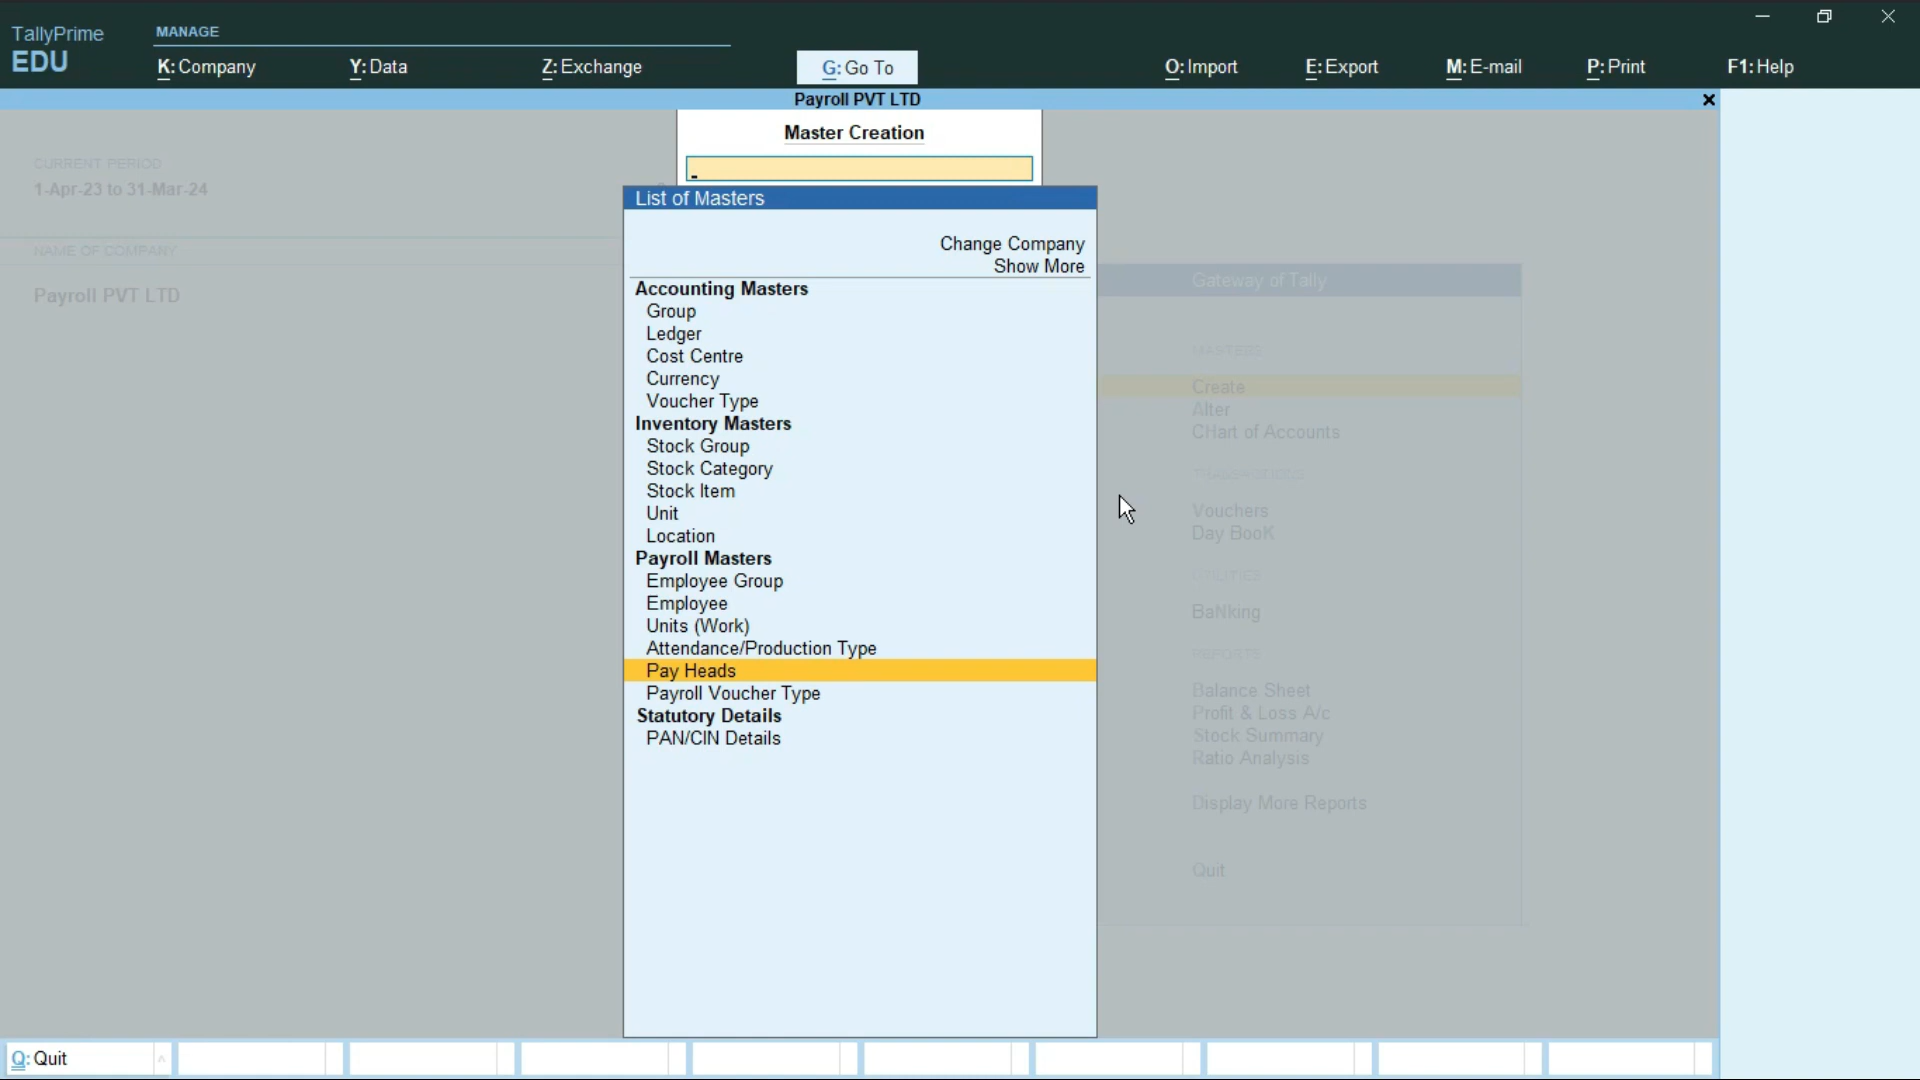 TallyPrime
EDU
MANAGE
K: Company
Y: Data
Z: Exchange
G: Go To
O: Import
E: Export
M: E-mail
P: Print
F1: Help
Payroll PVT LTD
Master Creation
CURRENT PERIOD
1-Apr-23 to 31-Mar-24
NAME OF COMPANY
Payroll PVT LTD
List of Masters
Change Company
Show More
Accounting Masters
Group
Ledger
Cost Centre
Currency
Voucher Type
Inventory Masters
Stock Group
Stock Category
Stock Item
Unit
Location
Payroll Masters
Employee Group
Employee
Units (Work)
Attendance/Production Type
Pay Heads
Payroll Voucher Type
Statutory Details
PAN/CIN Details
Gateway of Tally
MASTERS
Create
Alter
CHart of Accounts
TRANSACTIONS
Vouchers
Day BooK
UTILITIES
BaNking
REPORTS
Balance Sheet
Profit & Loss A/c
Stock Summary
Ratio Analysis
Display More Reports
Quit
Q: Quit